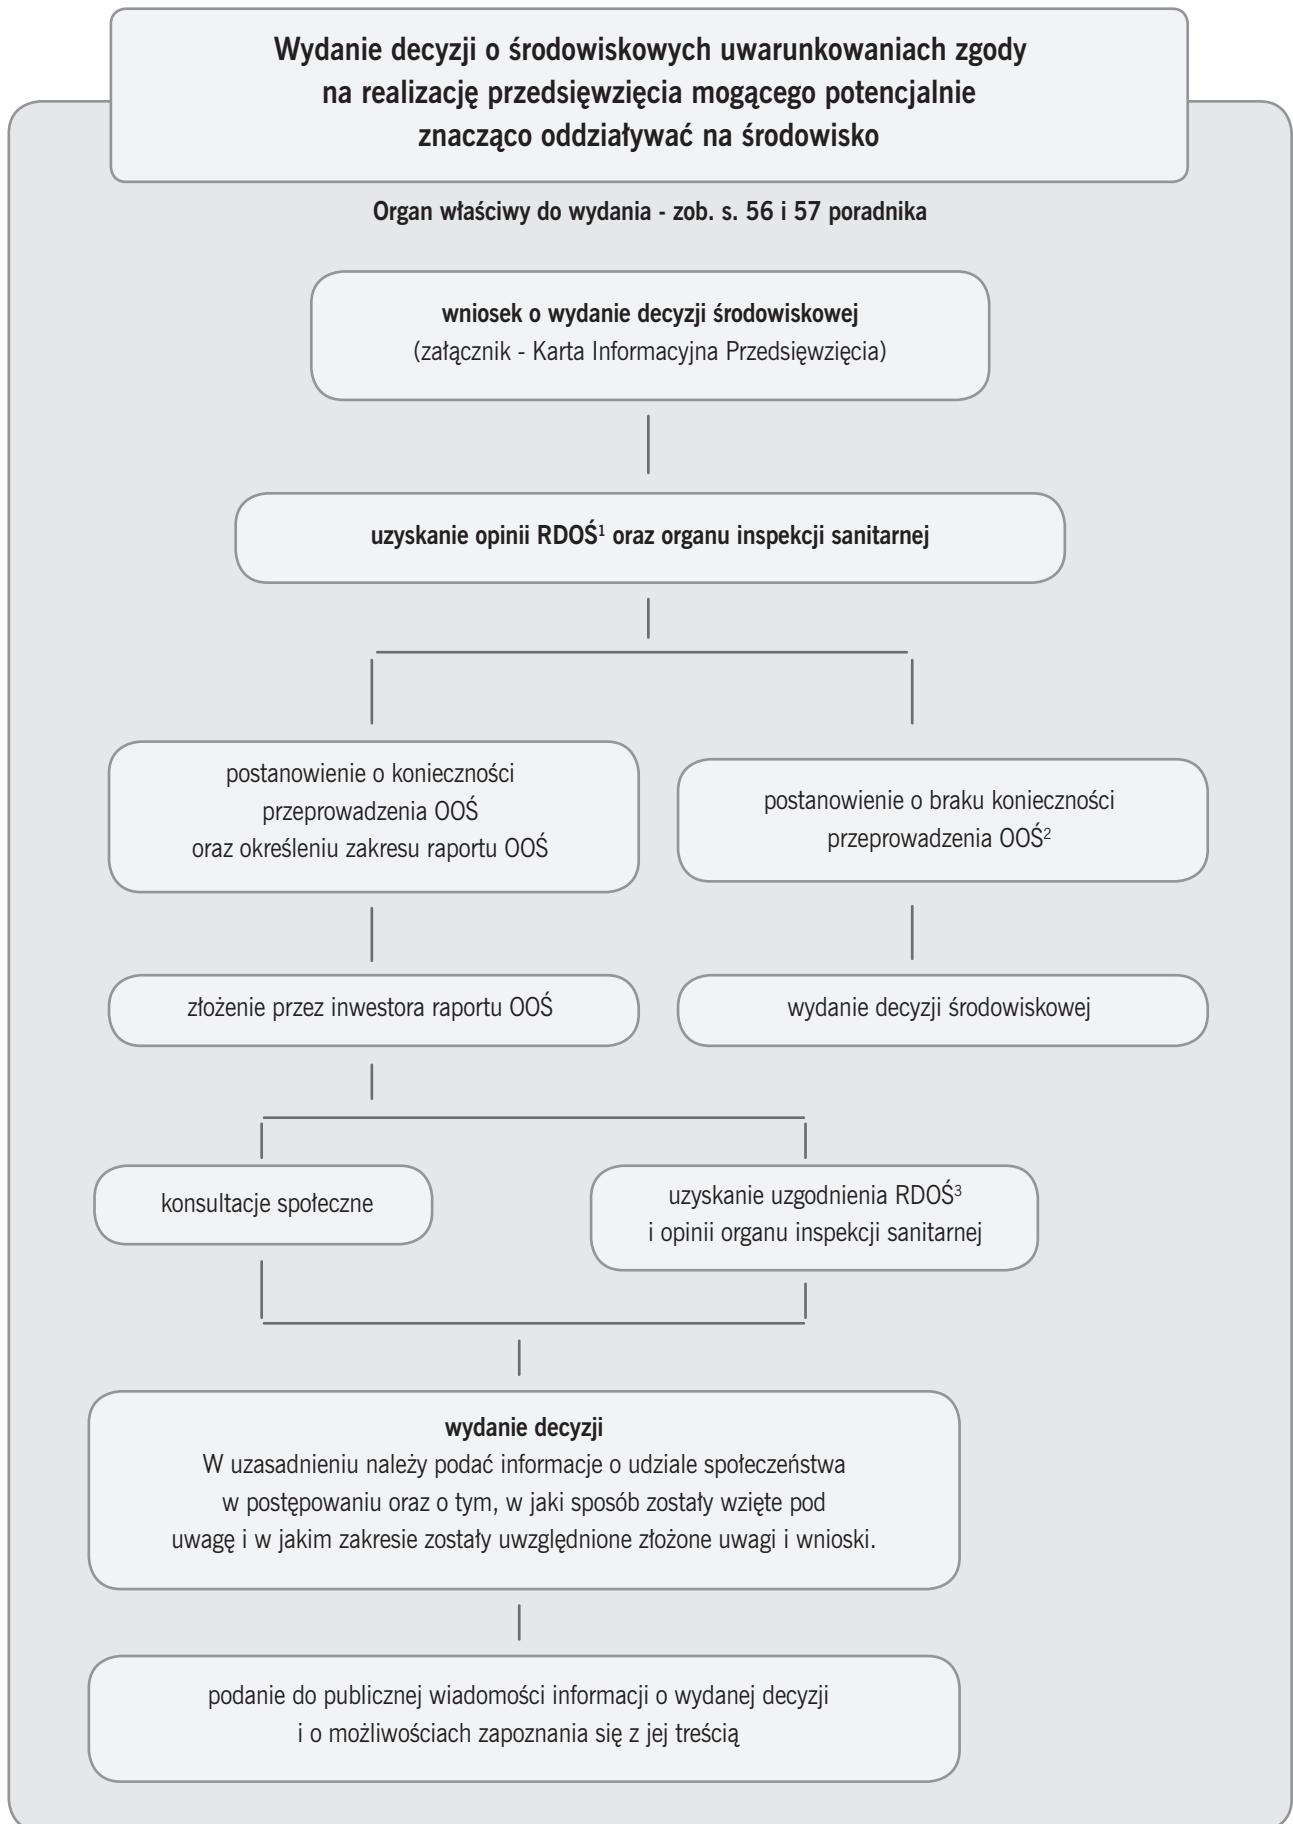 Wydanie decyzji o środowiskowych uwarunkowaniach zgody
na realizację przedsięwzięcia mogącego potencjalnie
znacząco oddziaływać na środowisko
Organ właściwy do wydania - zob. s. 56 i 57 poradnika
wniosek o wydanie decyzji środowiskowej
(załącznik - Karta Informacyjna Przedsięwzięcia)
uzyskanie opinii RDOŚ¹ oraz organu inspekcji sanitarnej
postanowienie o konieczności
przeprowadzenia OOŚ
oraz określeniu zakresu raportu OOŚ
postanowienie o braku konieczności
przeprowadzenia OOŚ²
złożenie przez inwestora raportu OOŚ
wydanie decyzji środowiskowej
konsultacje społeczne
uzyskanie uzgodnienia RDOŚ³
i opinii organu inspekcji sanitarnej
wydanie decyzji
W uzasadnieniu należy podać informacje o udziale społeczeństwa
w postępowaniu oraz o tym, w jaki sposób zostały wzięte pod
uwagę i w jakim zakresie zostały uwzględnione złożone uwagi i wnioski.
podanie do publicznej wiadomości informacji o wydanej decyzji
i o możliwościach zapoznania się z jej treścią